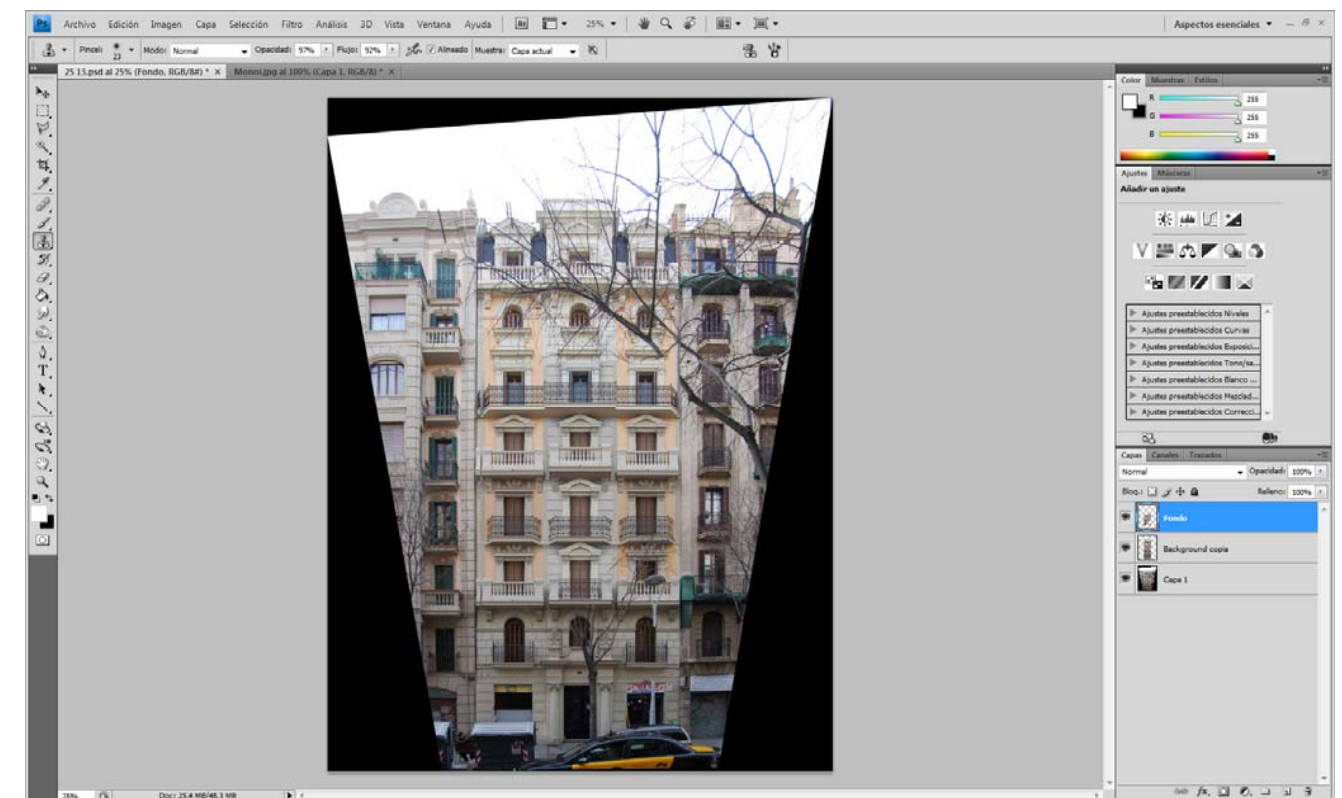 Ps Archivo Edición Imagen Capa Selección Filtro Análisis 3D Vista Ventana Ayuda Br 25% Aspectos esenciales
Pincel: 23 Modo: Normal Opacidad: 97% Flujo: 92% Alineado Muestra: Capa actual
25 13.psd al 25% (Fondo, RGB/8#) * Monni.jpg al 100% (Capa 1, RGB/8) *
Color Muestras Estilos
R 255
G 255
B 255
Ajustes Máscaras
Añadir un ajuste
Ajustes preestablecidos Niveles
Ajustes preestablecidos Curvas
Ajustes preestablecidos Exposici...
Ajustes preestablecidos Tono/sa...
Ajustes preestablecidos Blanco ...
Ajustes preestablecidos Mezclad...
Ajustes preestablecidos Correcci...
Capas Canales Trazados
Normal Opacidad: 100%
Bloq.: Relleno: 100%
Fondo
Background copia
Capa 1
25% Doc: 25,4 MB/48,3 MB